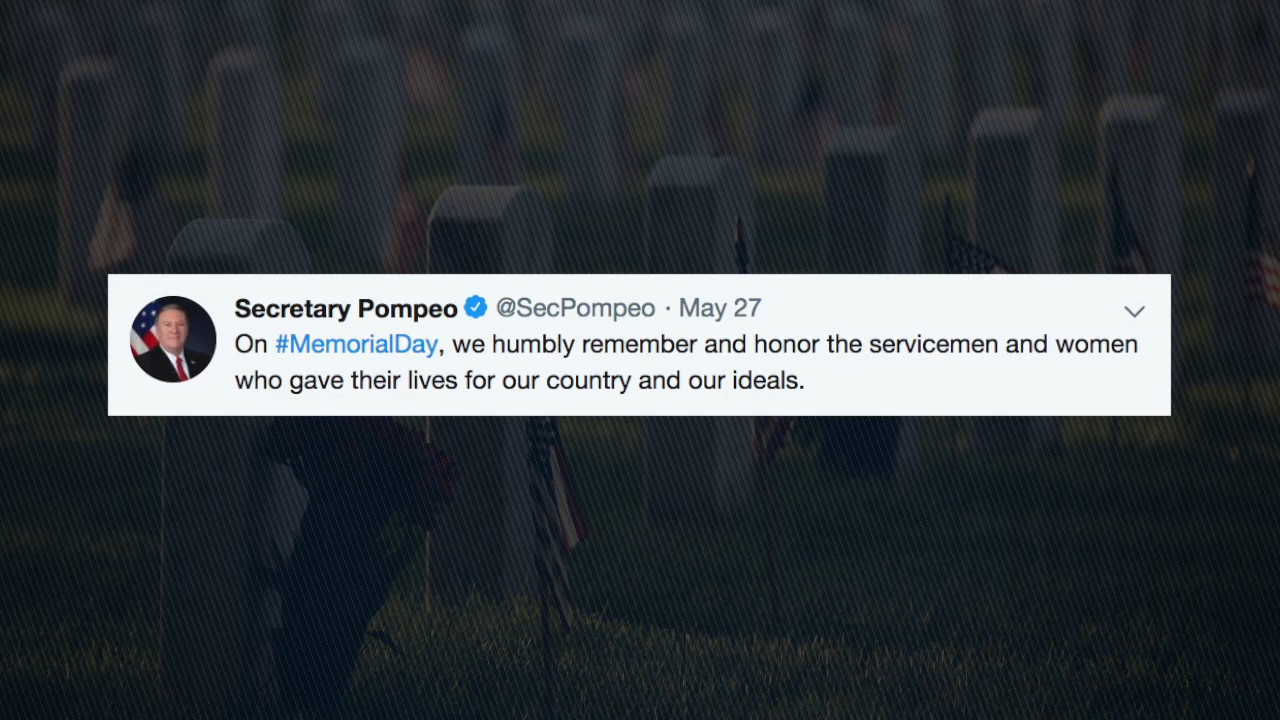 Secretary Pompeo @SecPompeo · May 27
On #MemorialDay, we humbly remember and honor the servicemen and women
who gave their lives for our country and our ideals.